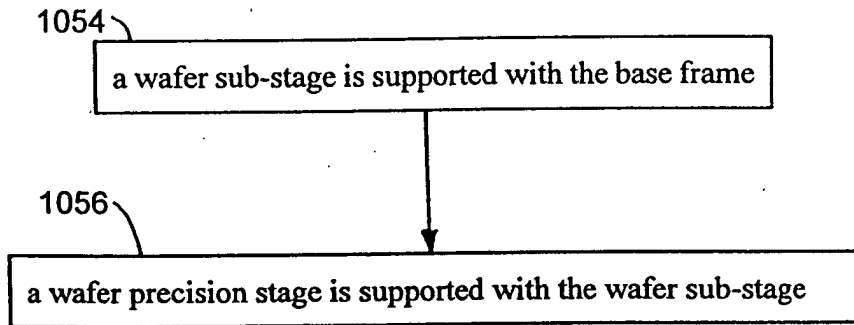 1054
a wafer sub-stage is supported with the base frame
1056
a wafer precision stage is supported with the wafer sub-stage